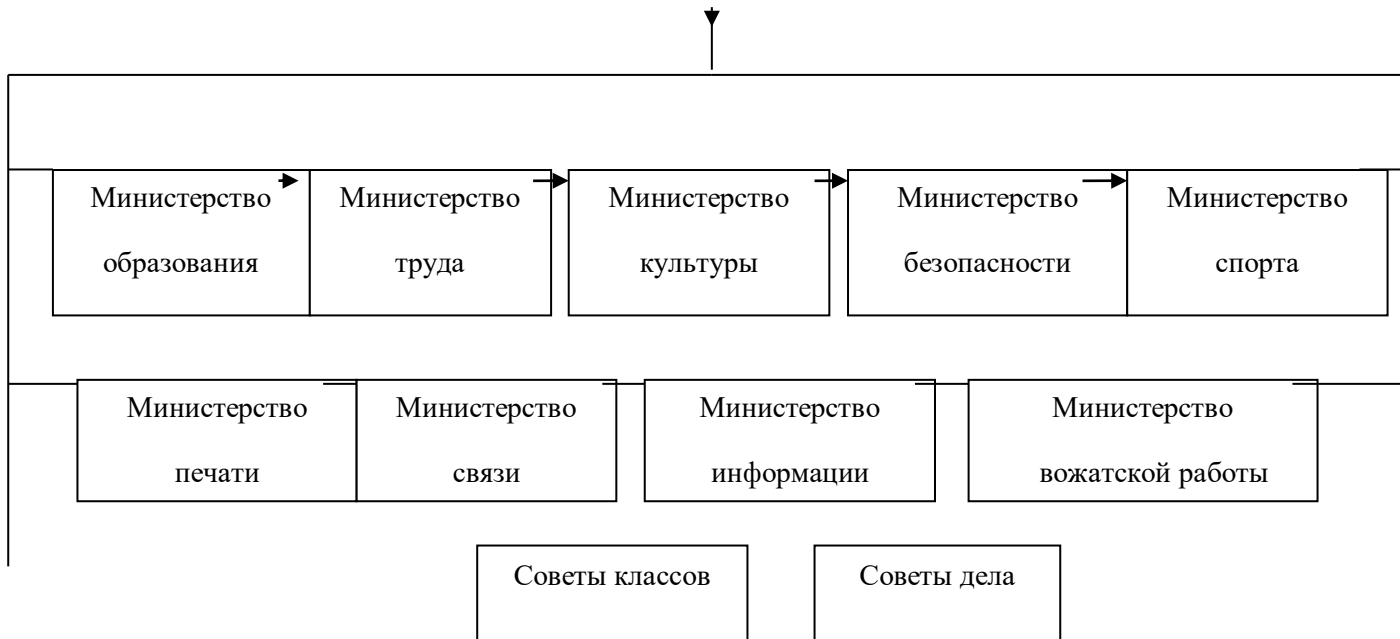 Министерство Министерство Министерство Министерство Министерство
образования труда культуры безопасности спорта
Министерство Министерство Министерство Министерство
печати связи информации вожатской работы
Советы классов Советы дела